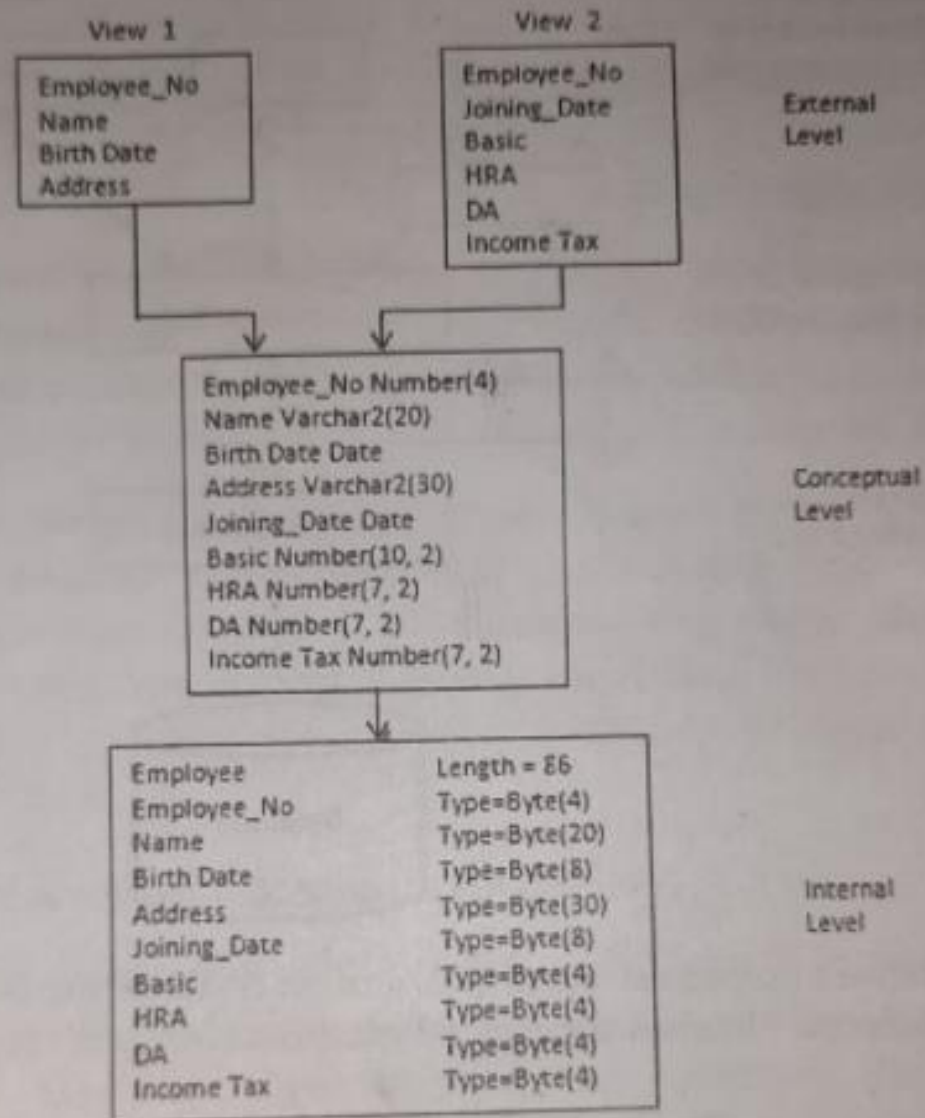 View 1
Employee_No
Name
Birth Date
Address
View 2
Employee_No
Joining_Date
Basic
HRA
DA
Income Tax
External
Level
Employee_No Number(4)
Name Varchar2(20)
Birth Date Date
Address Varchar2(30)
Joining_Date Date
Basic Number(10, 2)
HRA Number(7, 2)
DA Number(7, 2)
Income Tax Number(7, 2)
Conceptual
Level
Employee Length = 86
Employee_No Type=Byte(4)
Name Type=Byte(20)
Birth Date Type=Byte(8)
Address Type=Byte(30)
Joining_Date Type=Byte(8)
Basic Type=Byte(4)
HRA Type=Byte(4)
DA Type=Byte(4)
Income Tax Type=Byte(4)
Internal
Level